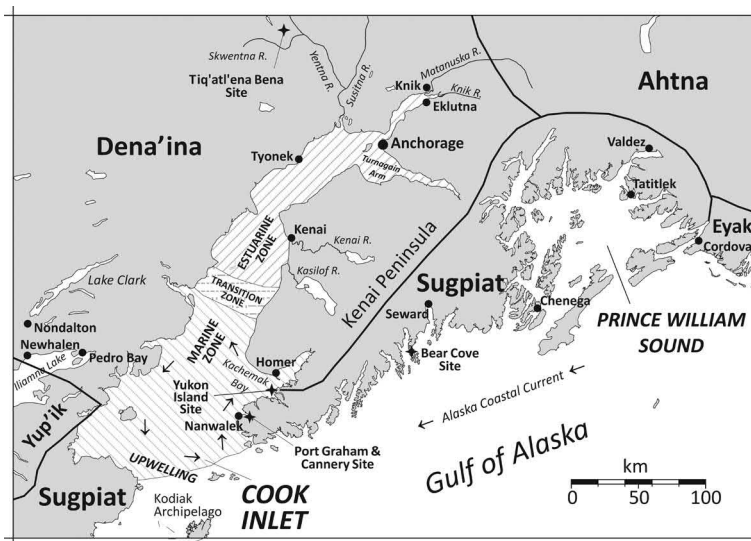 Skwentna R.
Yentna R.
Susitna R.
Tiq'atl'ena Bena
Site
Matanuska R.
Knik
Knik R.
Eklutna
Ahtna
Dena’ina
Anchorage
Tyonek
Turnagain
Arm
Valdez
Tatitlek
Eyak
Cordova
ESTUARINE
ZONE
Kenai
Kenai R.
Kasilof R.
Kenai Peninsula
Sugpiat
Lake Clark
TRANSITION
ZONE
Seward
Chenega
PRINCE WILLIAM
SOUND
Nondalton
Newhalen
Pedro Bay
Lake
MARINE
ZONE
Homer
Kachemak
Bay
Bear Cove
Site
Yukon
Island
Site
Alaska Coastal Current
Yup’ik
Nanwalek
Port Graham &
Cannery Site
UPWELLING
Gulf of Alaska
Sugpiat
Kodiak
Archipelago
COOK
INLET
km
0 50 100